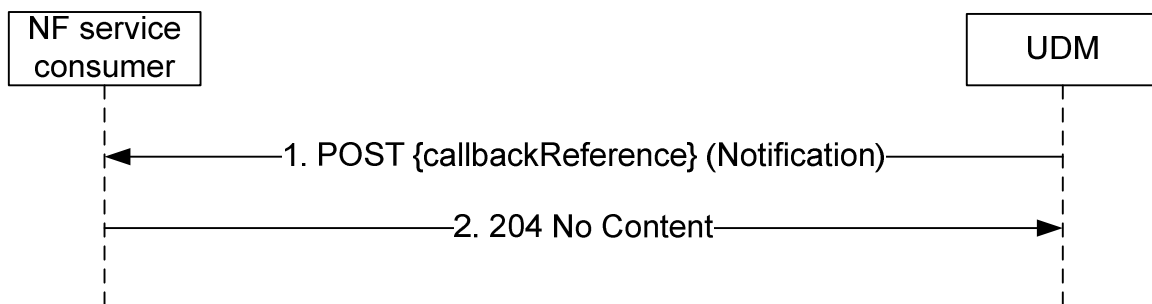 NF service
consumer
UDM
1. POST {callbackReference} (Notification)
2. 204 No Content